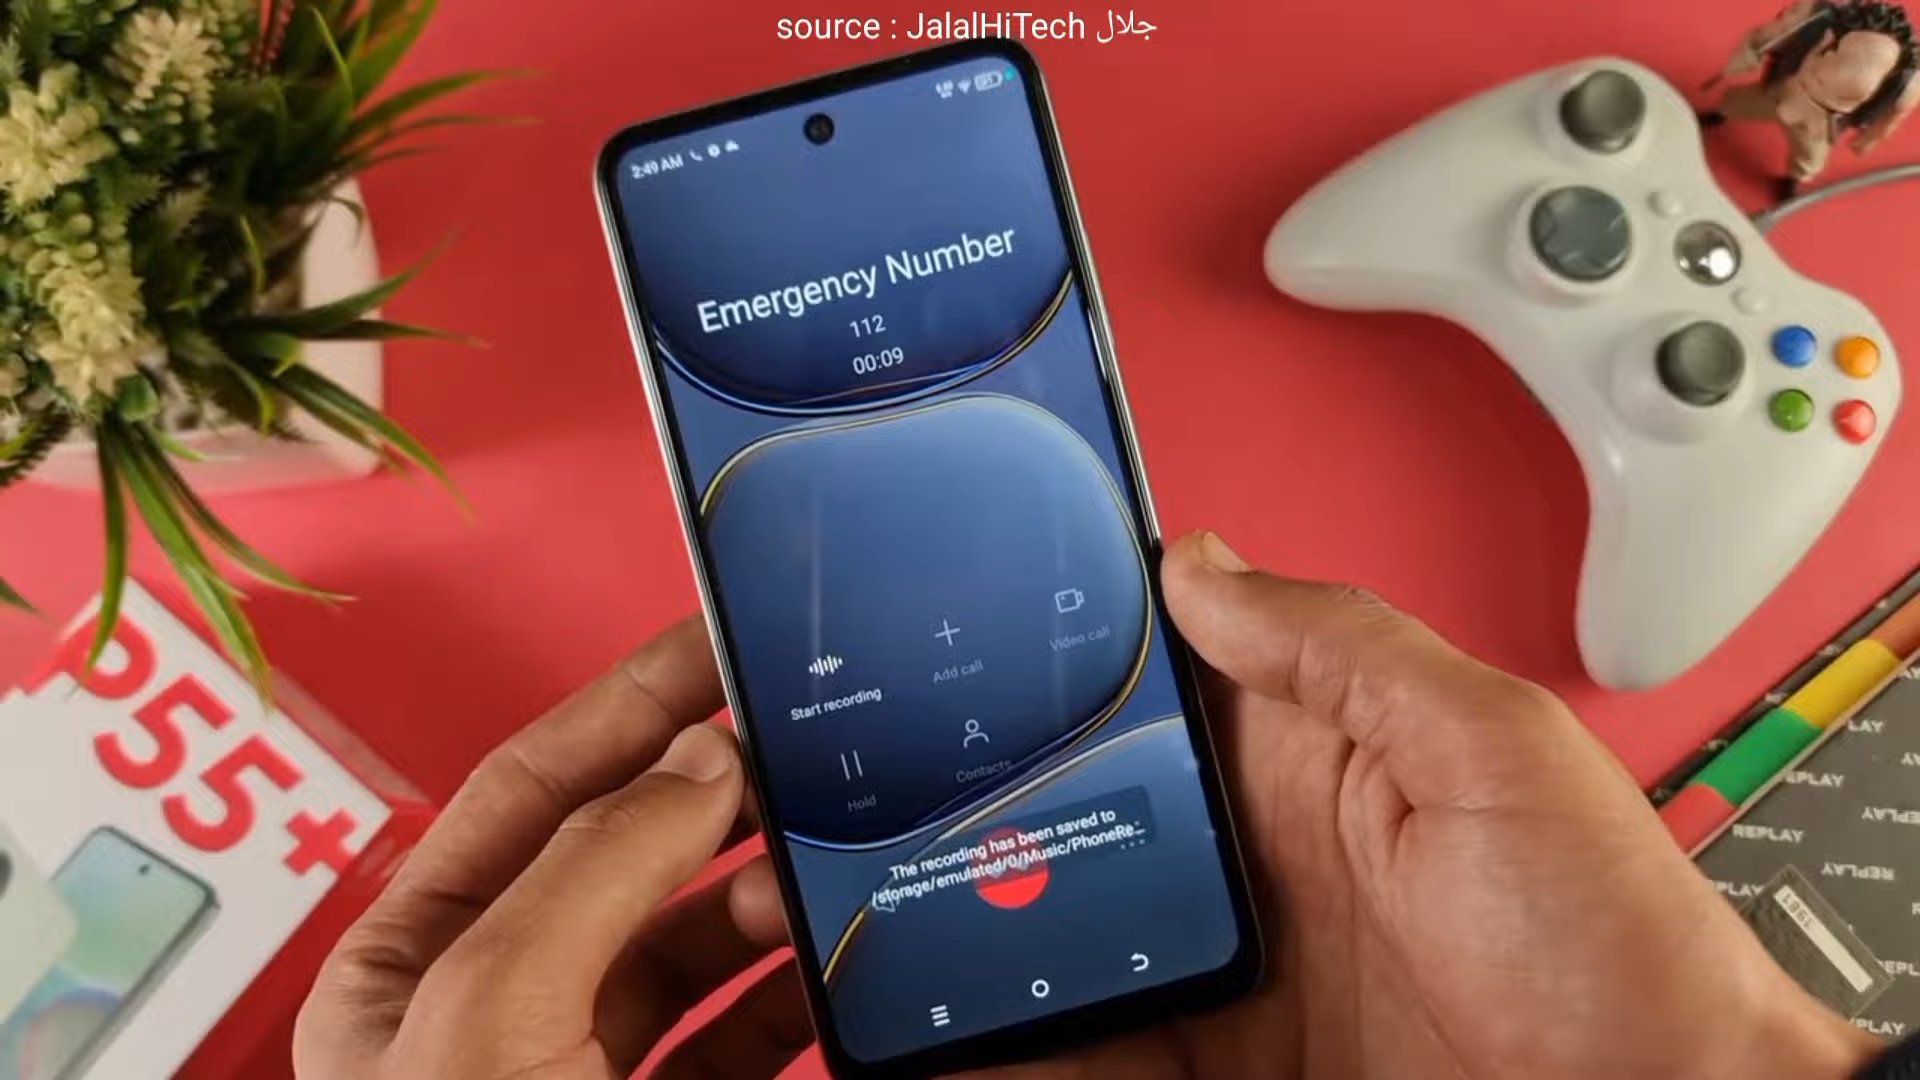 source : JalalHiTech جلال
2:49 AM
Emergency Number
112
00:09
Start recording
Add call
Video call
Hold
Contacts
The recording has been saved to
/storage/emulated/0/Music/PhoneRe...
P55+
REPLAY
REPLAY
REPLAY
1981